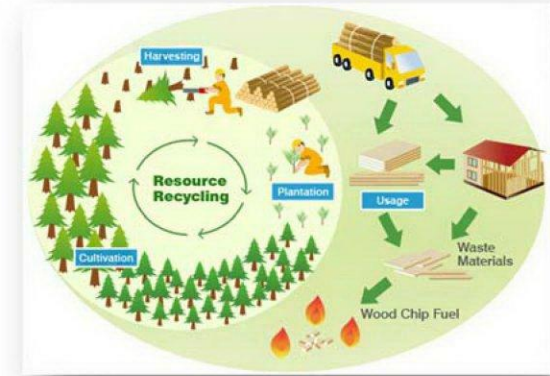 Harvesting
Resource
Recycling
Plantation
Cultivation
Usage
Waste
Materials
Wood Chip Fuel